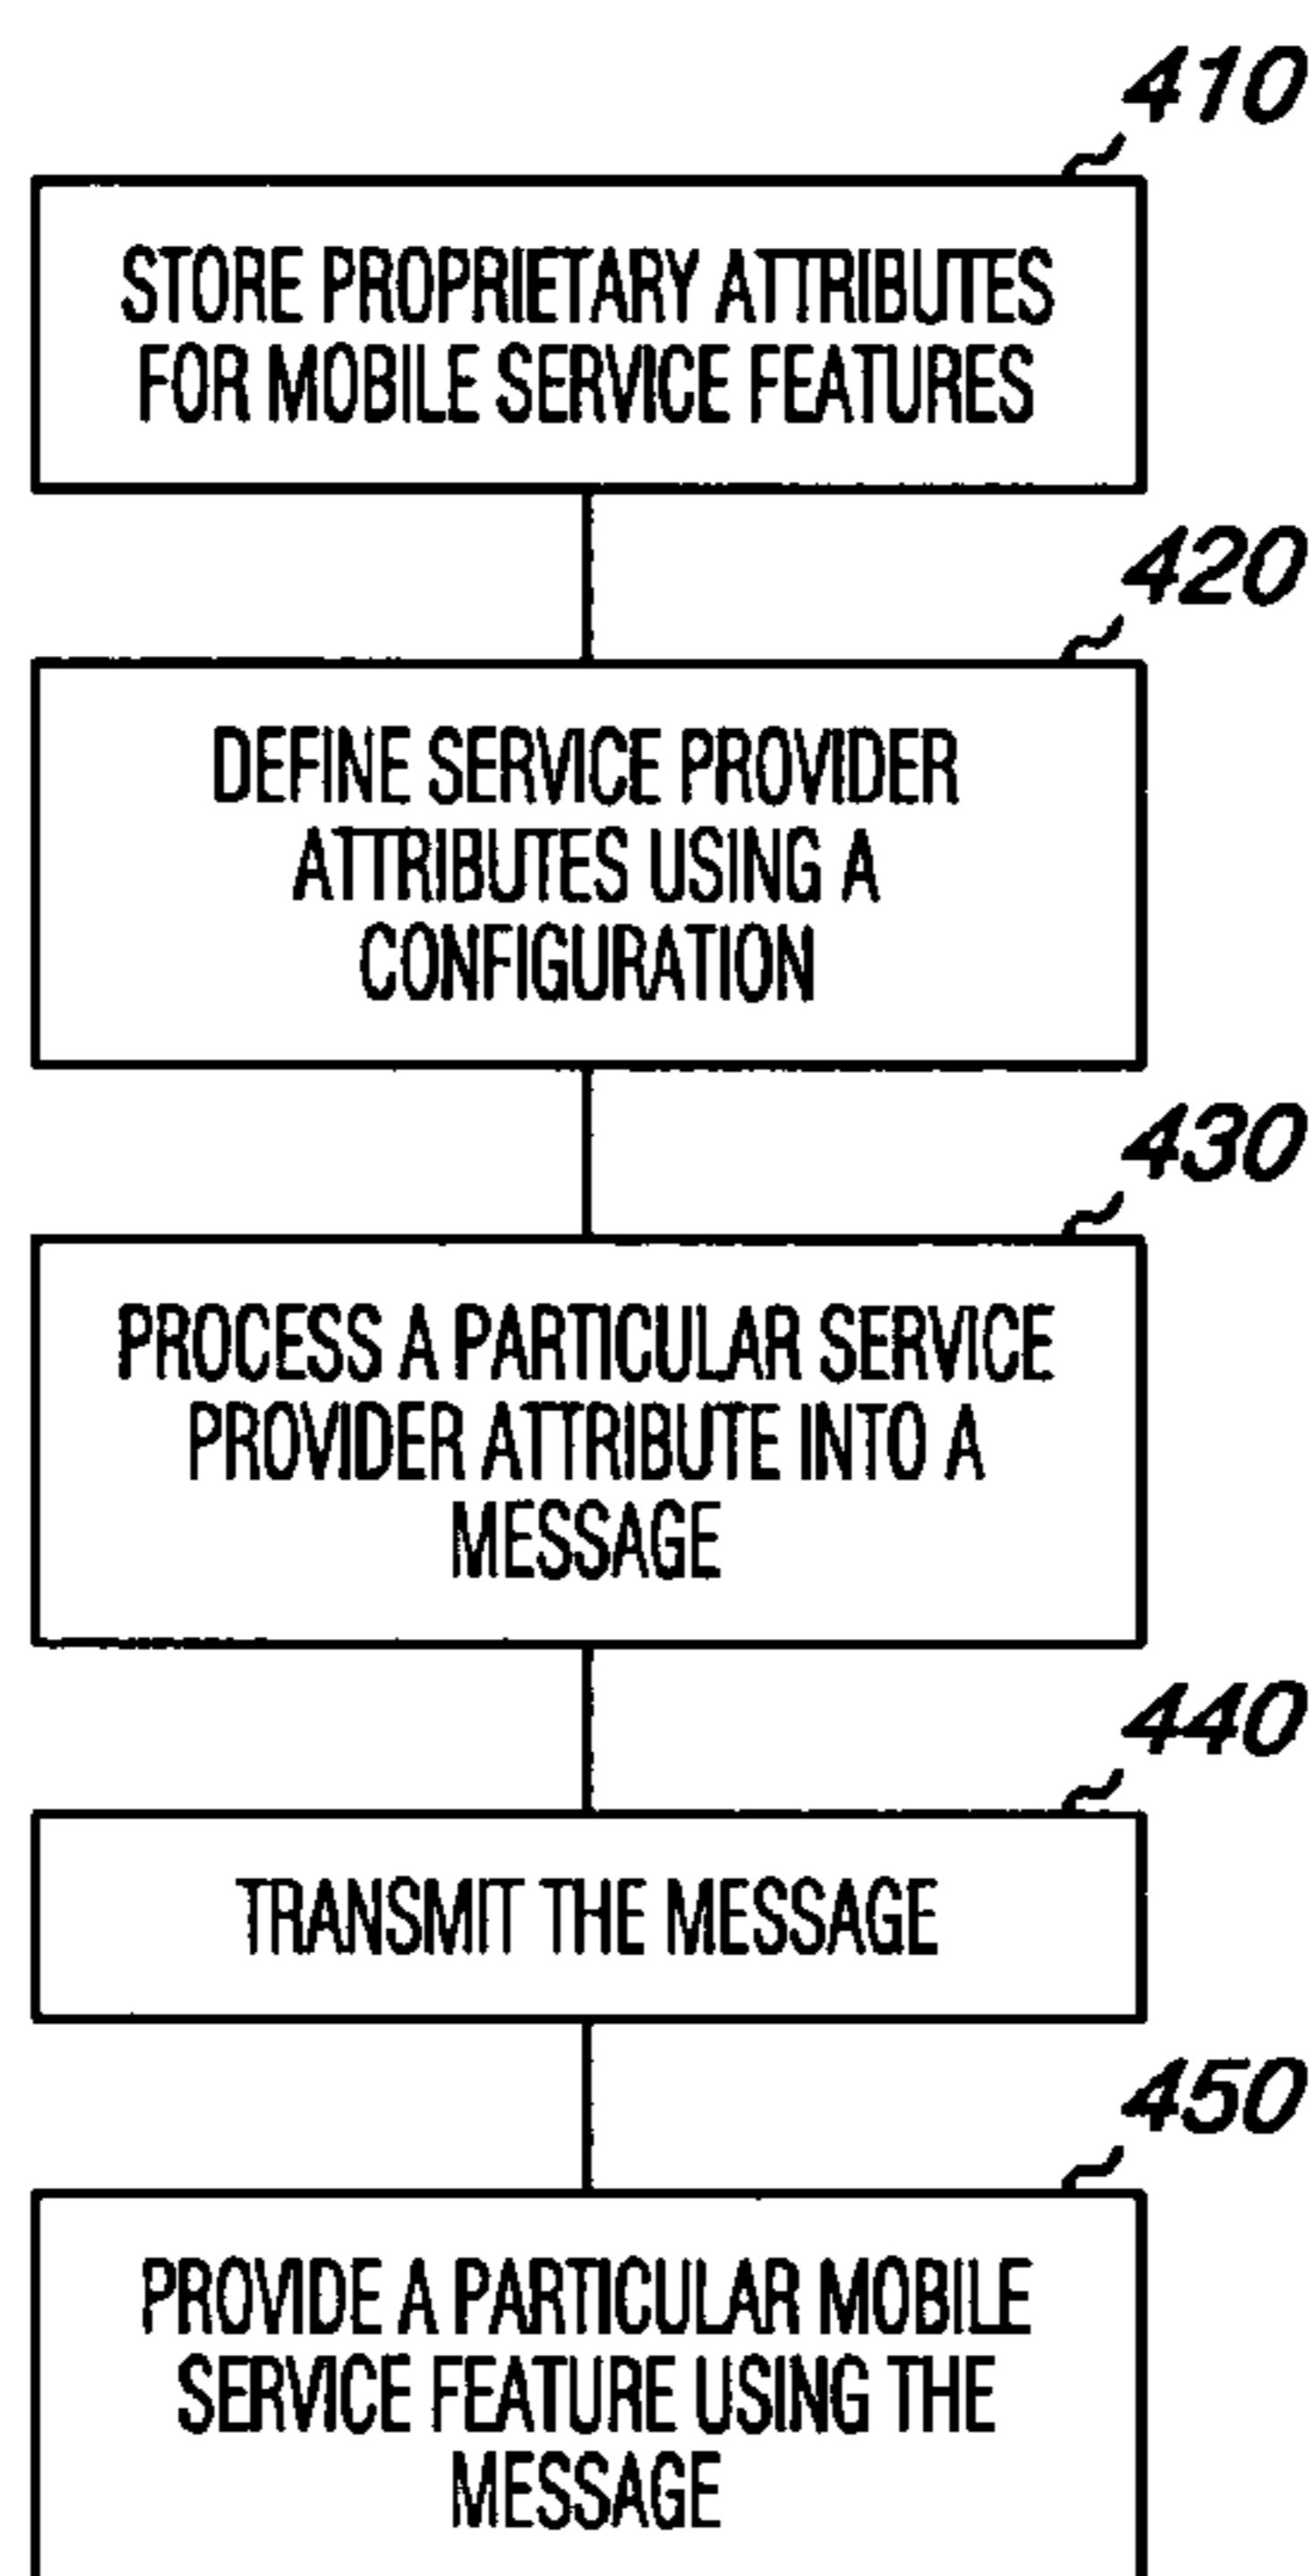 410
STORE PROPRIETARY ATTRIBUTES
FOR MOBILE SERVICE FEATURES
420
DEFINE SERVICE PROVIDER
ATTRIBUTES USING A
CONFIGURATION
430
PROCESS A PARTICULAR SERVICE
PROVIDER ATTRIBUTE INTO A
MESSAGE
440
TRANSMIT THE MESSAGE
450
PROVIDE A PARTICULAR MOBILE
SERVICE FEATURE USING THE
MESSAGE